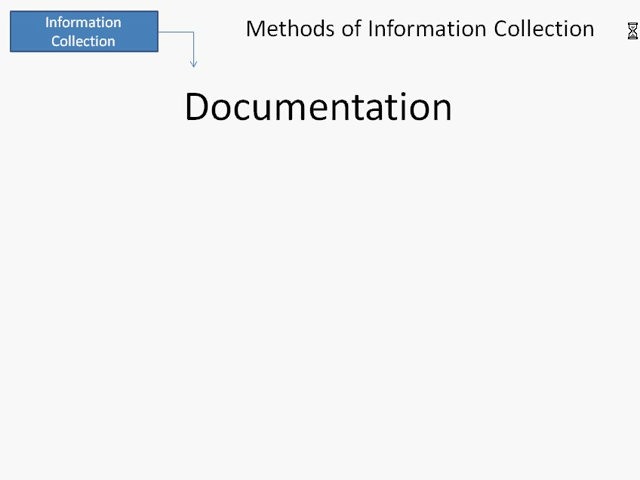 Information
Collection
Methods of Information Collection
Documentation